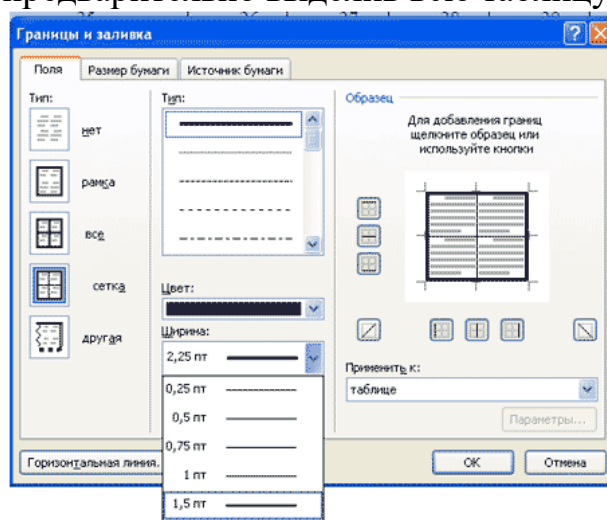 предварительно выделив всю таблицу
Границы и заливка
Поля
Размер бумаги
Источник бумаги
Тип:
нет
рамка
все
сетка
другая
Тип:
Цвет:
Ширина:
2,25 пт
0,25 пт
0,5 пт
0,75 пт
1 пт
1,5 пт
Образец
Для добавления границ
щелкните образец или
используйте кнопки
Применить к:
таблице
Параметры...
Горизонтальная линия.
ОК
Отмена